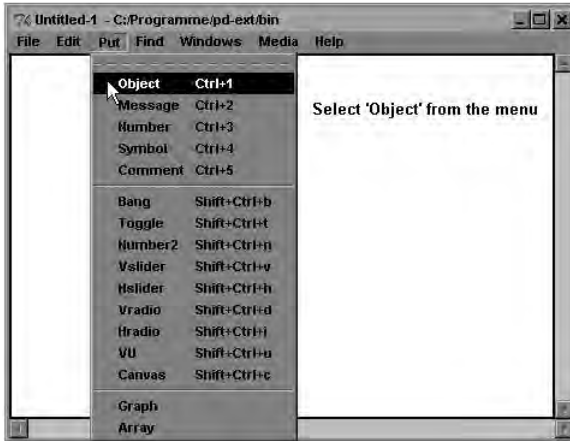 Untitled-1 - C:/Programme/pd-ext/bin
File Edit Put Find Windows Media Help
Object Ctrl+1
Select 'Object' from the menu
Message Ctrl+2
Number Ctrl+3
Symbol Ctrl+4
Comment Ctrl+5
Bang Shift+Ctrl+b
Toggle Shift+Ctrl+t
Number2 Shift+Ctrl+n
Vslider Shift+Ctrl+v
Hslider Shift+Ctrl+h
Vradio Shift+Ctrl+d
Hradio Shift+Ctrl+i
VU Shift+Ctrl+u
Canvas Shift+Ctrl+c
Graph
Array